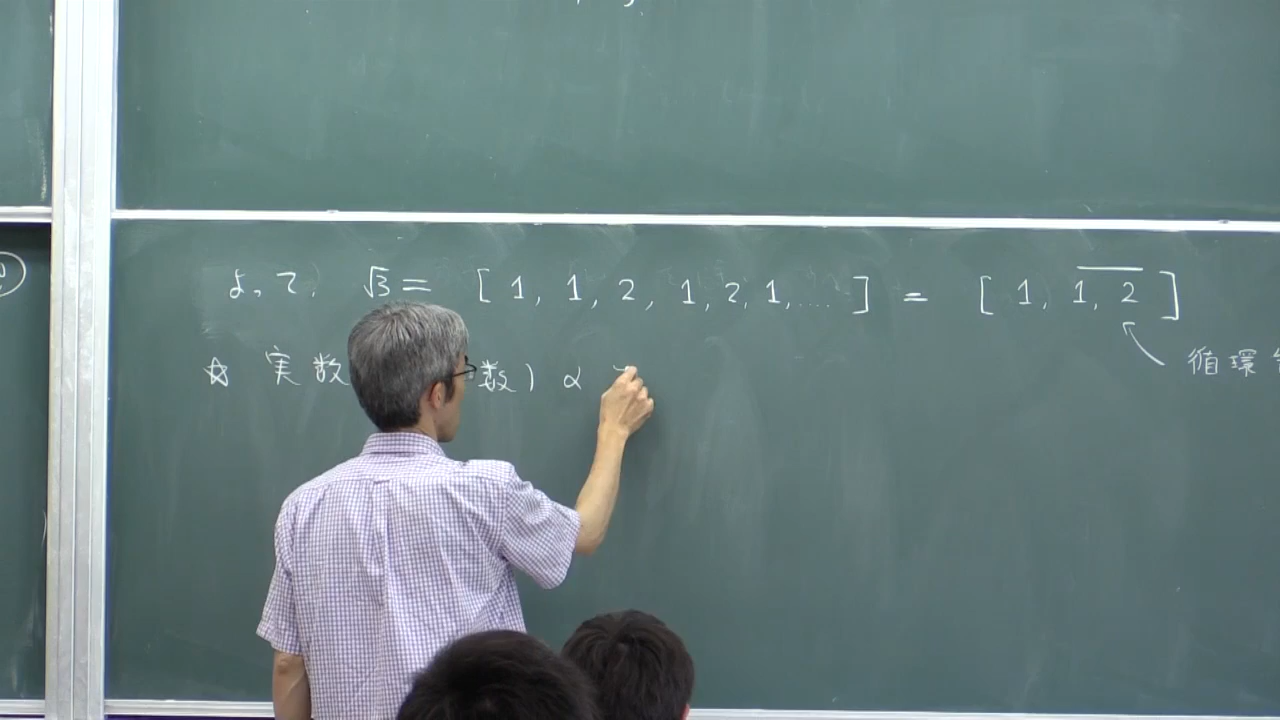 よって, √3 = [ 1, 1, 2, 1, 2, 1, ..... ] = [ 1, 1, 2 ]
循環
☆ 実数 数) α